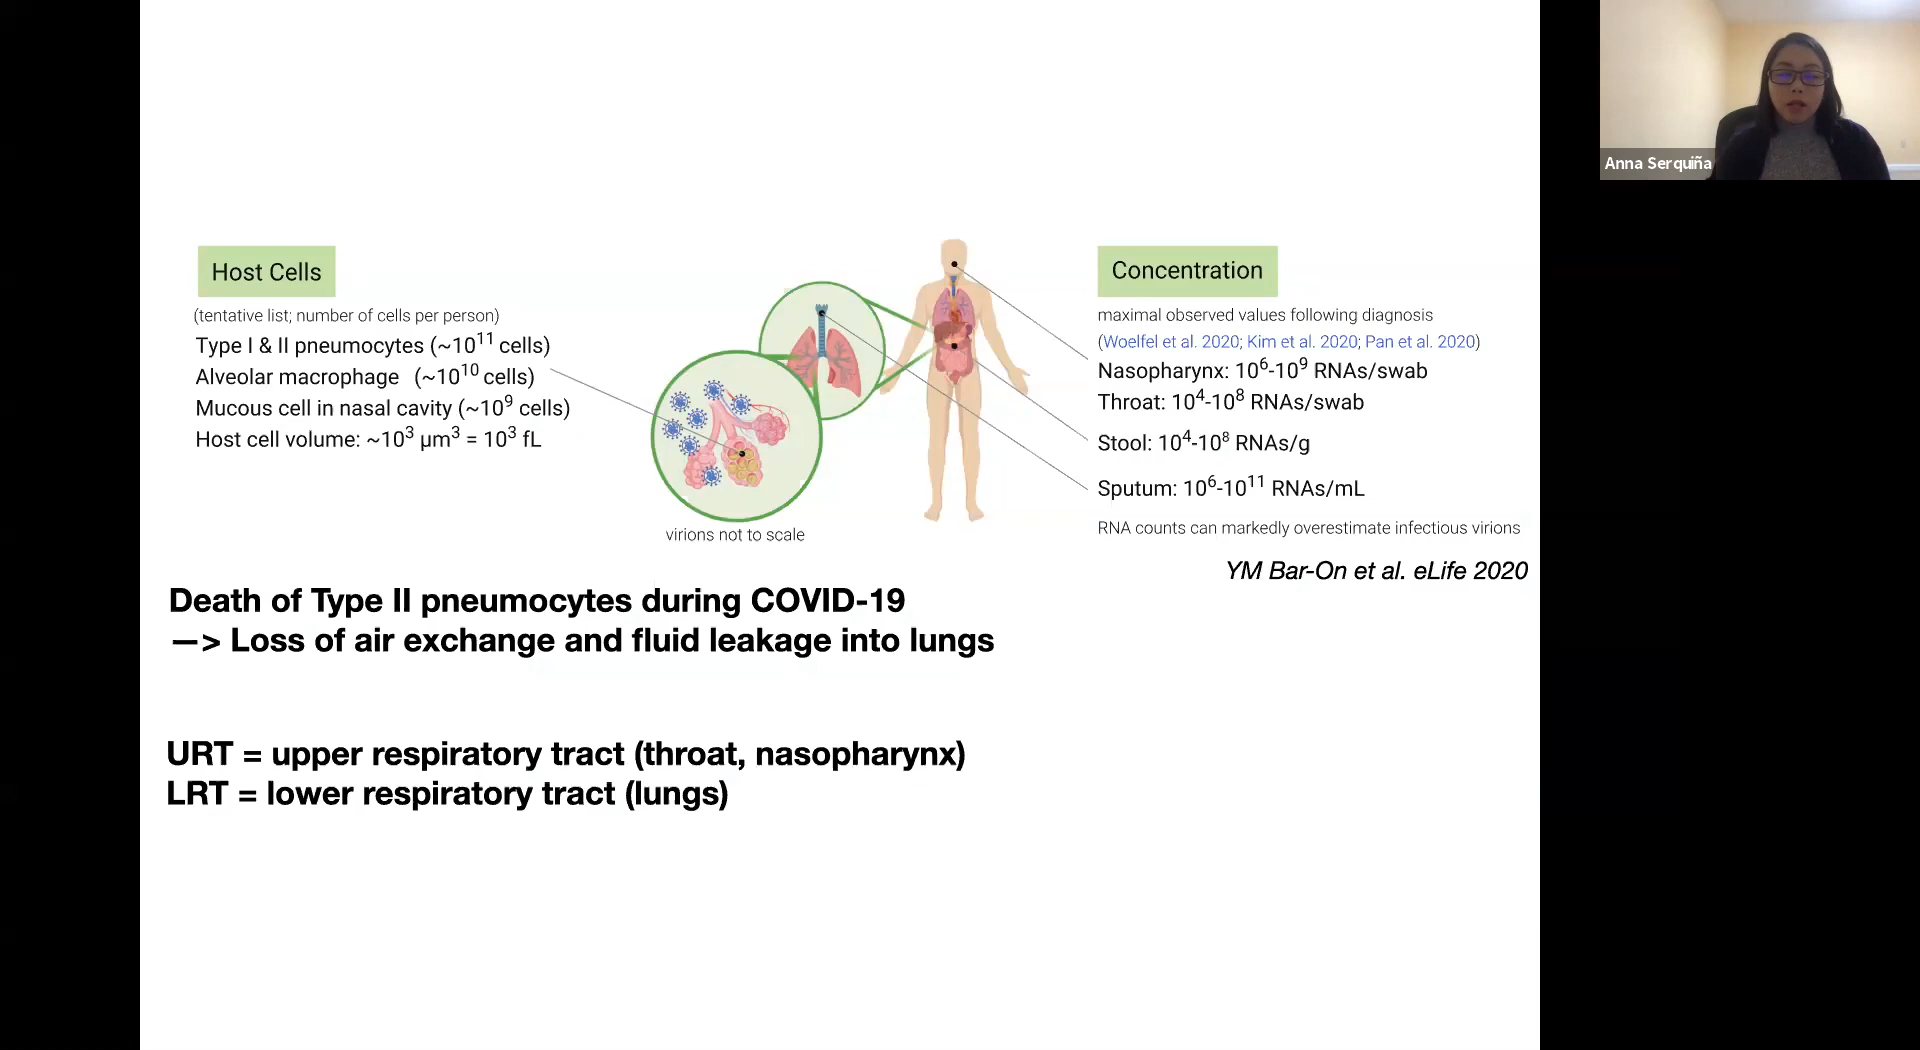 Host Cells
(tentative list; number of cells per person)
Type I & II pneumocytes (~10¹¹ cells)
Alveolar macrophage (~10¹⁰ cells)
Mucous cell in nasal cavity (~10⁹ cells)
Host cell volume: ~10³ μm³ = 10³ fL
virions not to scale
Concentration
maximal observed values following diagnosis
(Woelfel et al. 2020; Kim et al. 2020; Pan et al. 2020)
Nasopharynx: 10⁶-10⁹ RNAs/swab
Throat: 10⁴-10⁸ RNAs/swab
Stool: 10⁴-10⁸ RNAs/g
Sputum: 10⁶-10¹¹ RNAs/mL
RNA counts can markedly overestimate infectious virions
YM Bar-On et al. eLife 2020
Death of Type II pneumocytes during COVID-19
—> Loss of air exchange and fluid leakage into lungs
URT = upper respiratory tract (throat, nasopharynx)
LRT = lower respiratory tract (lungs)
Anna Serquiña